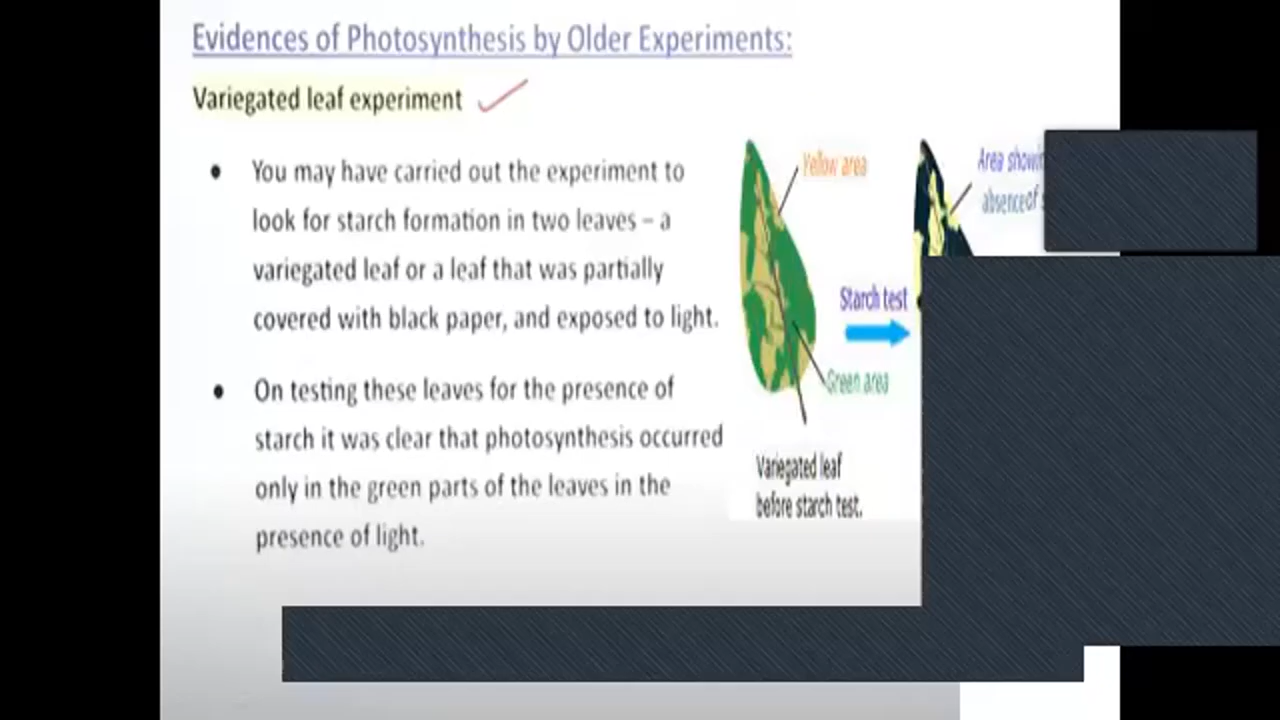 Evidences of Photosynthesis by Older Experiments:
Variegated leaf experiment
• You may have carried out the experiment to
look for starch formation in two leaves – a
variegated leaf or a leaf that was partially
covered with black paper, and exposed to light.
• On testing these leaves for the presence of
starch it was clear that photosynthesis occurred
only in the green parts of the leaves in the
presence of light.
Yellow area
Starch test
Green area
Variegated leaf
before starch test.
Area
absence of